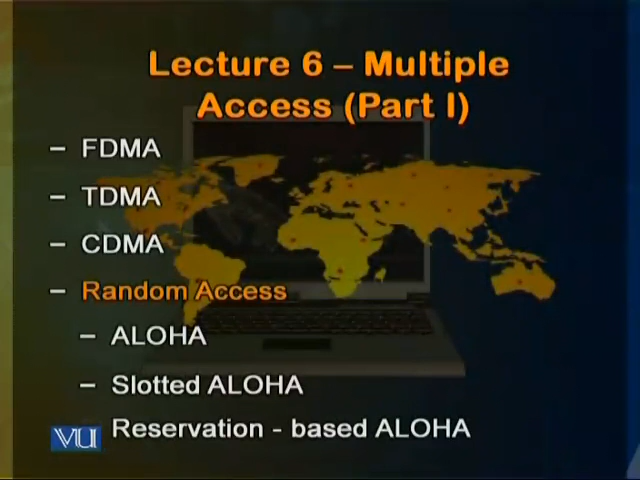 Lecture 6 – Multiple
Access (Part I)
– FDMA
– TDMA
– CDMA
– Random Access
– ALOHA
– Slotted ALOHA
VU Reservation - based ALOHA